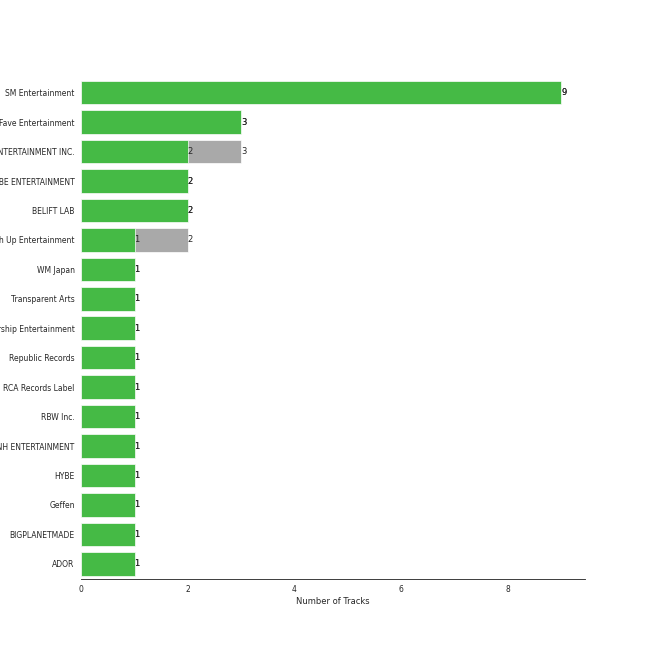 SM Entertainment 9
Fave Entertainment 3
NTERTAINMENT INC. 2 3
BE ENTERTAINMENT 2
BELIFT LAB 2
h Up Entertainment 1 2
WM Japan 1
Transparent Arts 1
rship Entertainment 1
Republic Records 1
RCA Records Label 1
RBW Inc. 1
NH ENTERTAINMENT 1
HYBE 1
Geffen 1
BIGPLANETMADE 1
ADOR 1
0 2 4 6 8
Number of Tracks